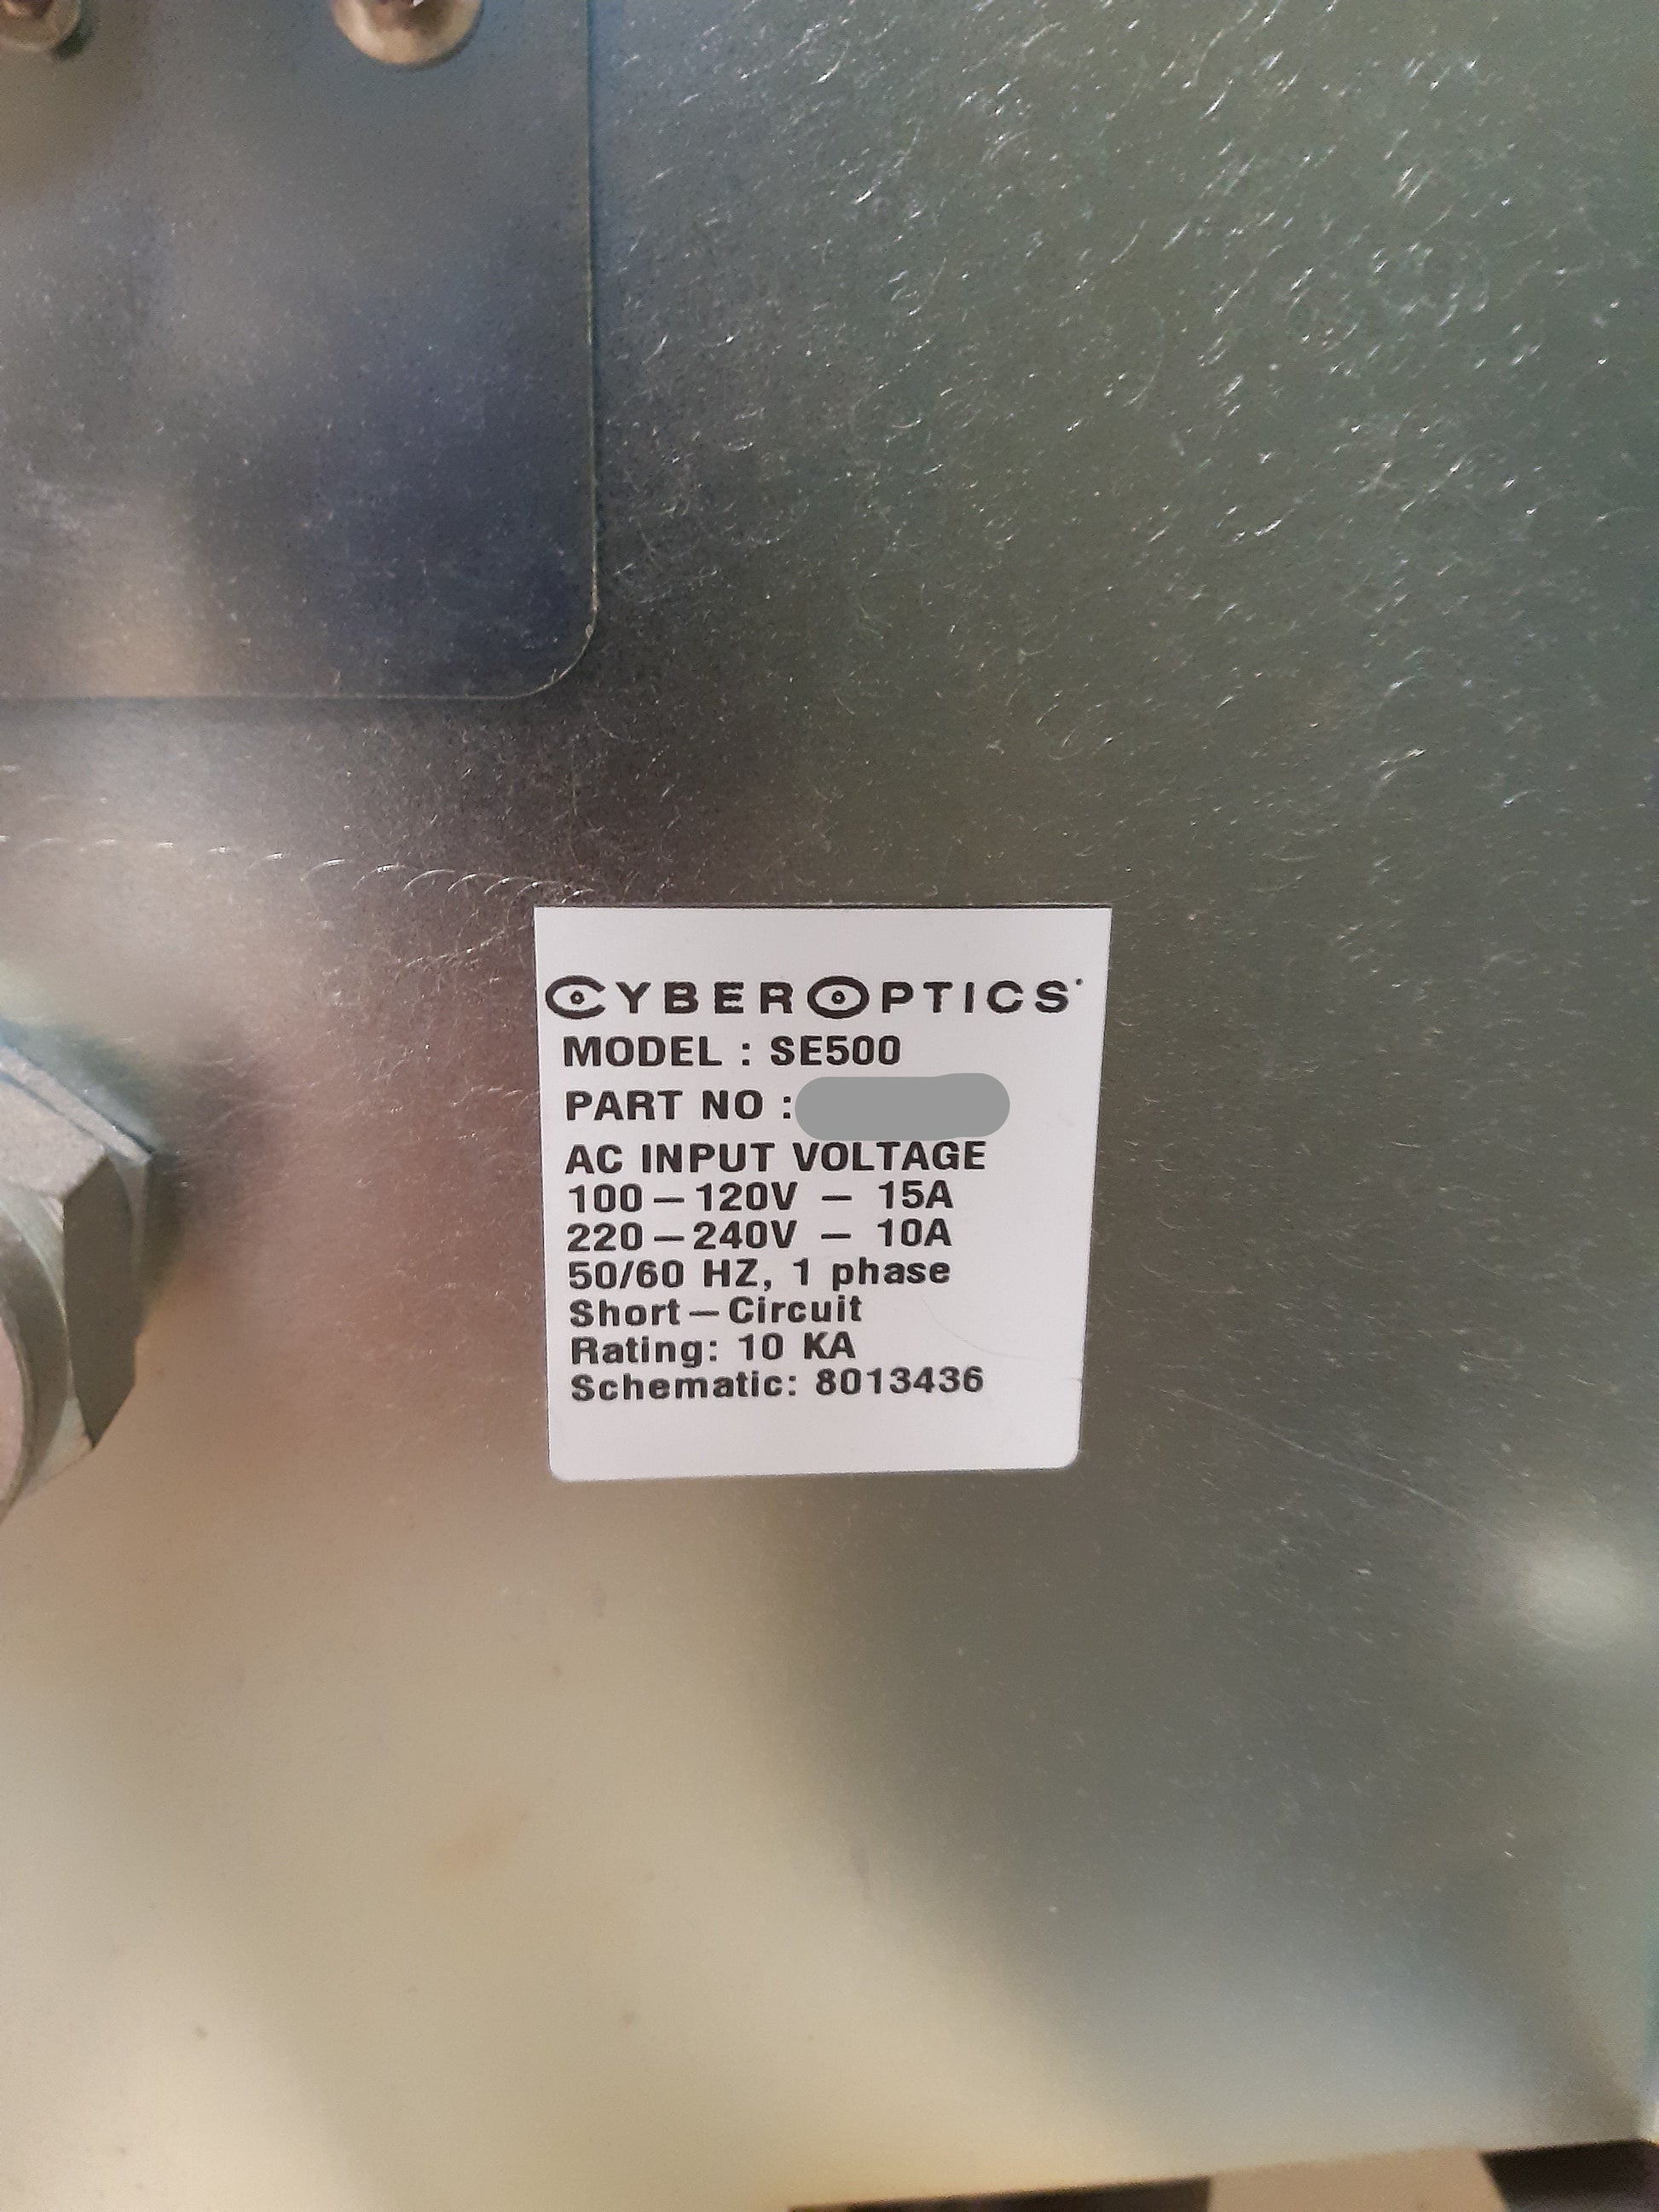 CYBEROPTICS
MODEL : SE500
PART NO :
AC INPUT VOLTAGE
100-120V - 15A
220-240V - 10A
50/60 HZ, 1 phase
Short-Circuit
Rating: 10 KA
Schematic: 8013436